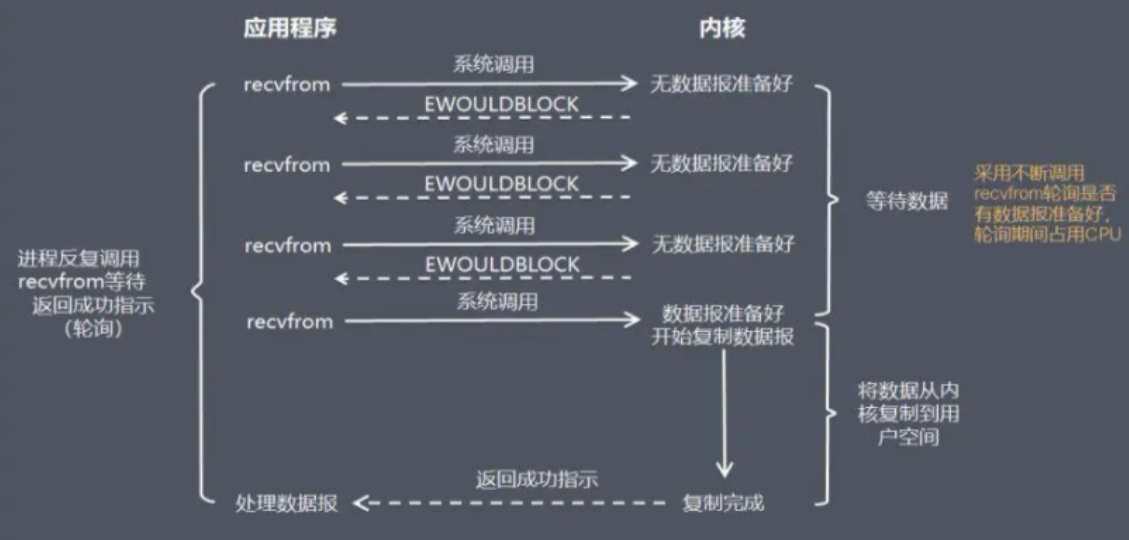 应用程序
内核
系统调用
recvfrom
无数据报准备好
EWOULDBLOCK
系统调用
recvfrom
无数据报准备好
EWOULDBLOCK
系统调用
recvfrom
无数据报准备好
EWOULDBLOCK
系统调用
recvfrom
数据报准备好
开始复制数据报
返回成功指示
处理数据报
复制完成
进程反复调用
recvfrom等待
返回成功指示
（轮询）
等待数据
将数据从内
核复制到用
户空间
采用不断调用
recvfrom轮询是否
有数据报准备好，
轮询期间占用CPU